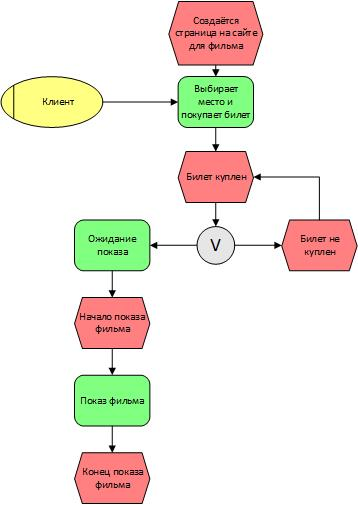 Создаётся
страница на сайте
для фильма
Клиент
Выбирает
место и
покупает билет
Билет куплен
V
Ожидание
показа
Билет не
куплен
Начало показа
фильма
Показ фильма
Конец показа
фильма